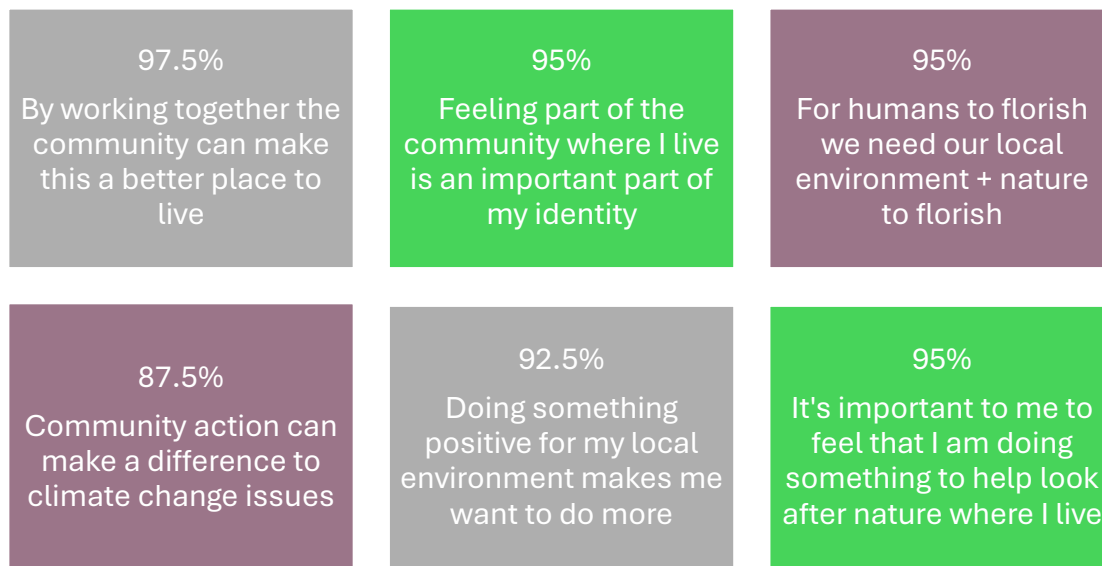 97.5%
By working together the
community can make
this a better place to
live
95%
Feeling part of the
community where I live
is an important part of
my identity
95%
For humans to florish
we need our local
environment + nature
to florish
87.5%
Community action can
make a difference to
climate change issues
92.5%
Doing something
positive for my local
environment makes me
want to do more
95%
It's important to me to
feel that I am doing
something to help look
after nature where I live